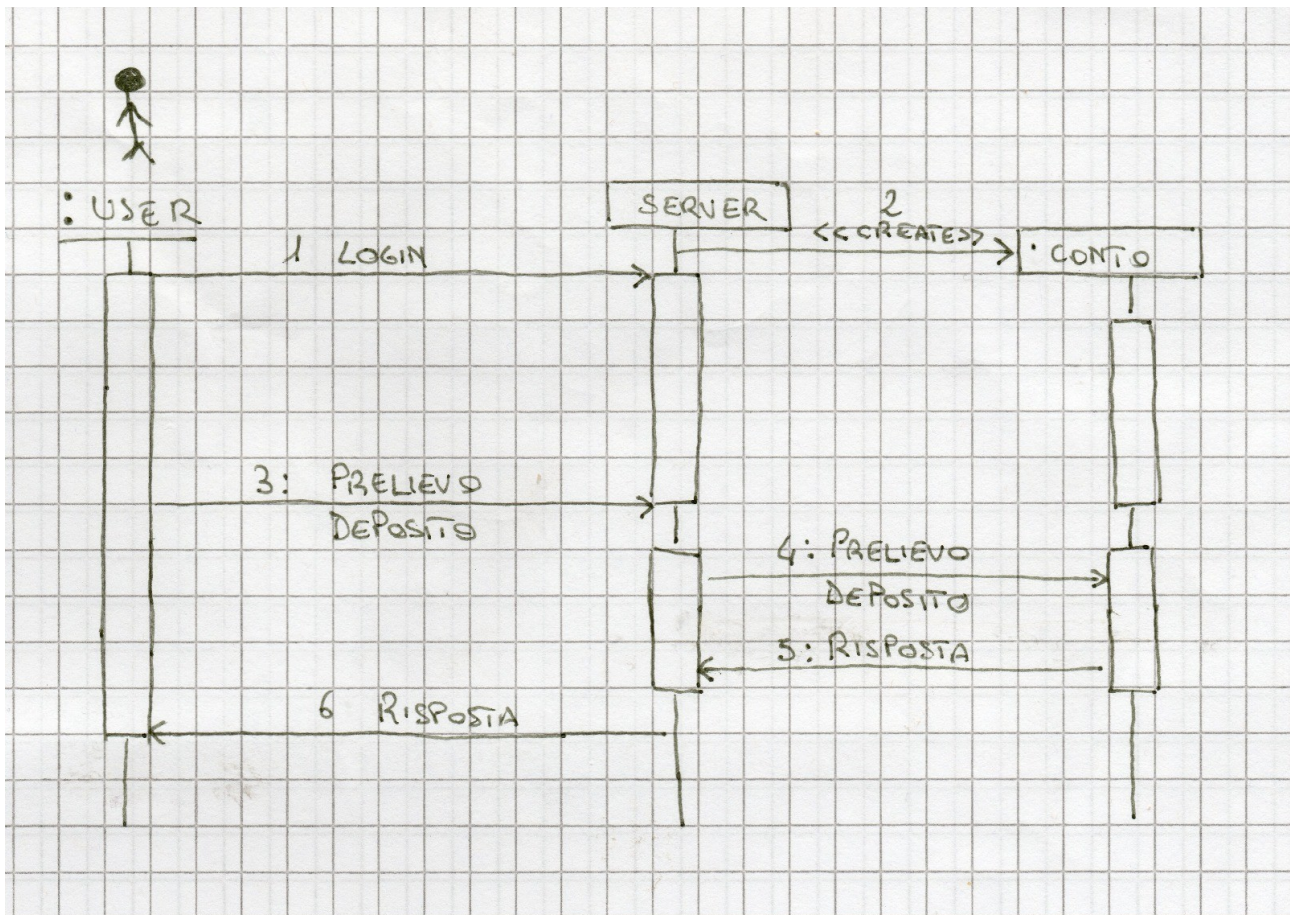 : USER
SERVER
2
<<CREATE>>
: CONTO
1 LOGIN
3: PRELIEVO
DEPOSITO
4: PRELIEVO
DEPOSITO
5: RISPOSTA
6 RISPOSTA